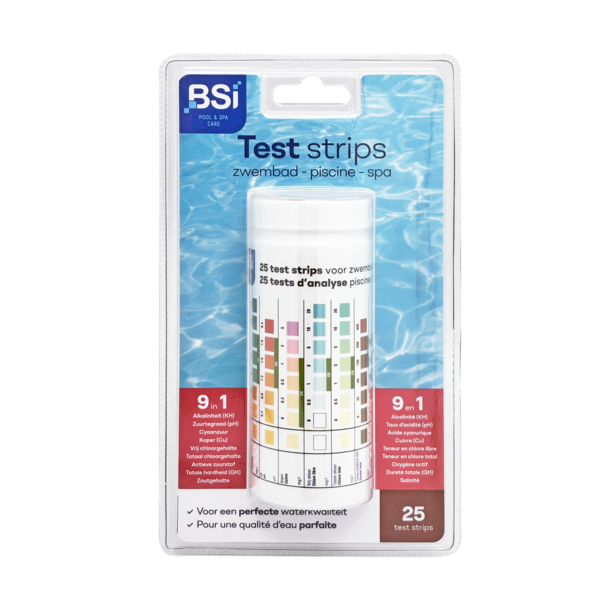 BSi
POOL & SPA
CARE
Test strips
zwembad - piscine - spa
25 test strips voor zwemba
25 tests d'analyse piscine
9 in 1
Alkaliniteit (KH)
Zuurtegraad (pH)
Cyaanzuur
Koper (Cu)
Vrij chloorgehalte
Totaal chloorgehalte
Actieve zuurstof
Totale hardheid (GH)
Zoutgehalte
9 en 1
Alcalinité (KH)
Taux d'acidité (pH)
Acide cyanurique
Cuivre (Cu)
Teneur en chlore libre
Teneur en chlore total
Oxygène actif
Dureté totale (GH)
Salinité
✓ Voor een perfecte waterkwaliteit
✓ Pour une qualité d'eau parfaite
25
test strips